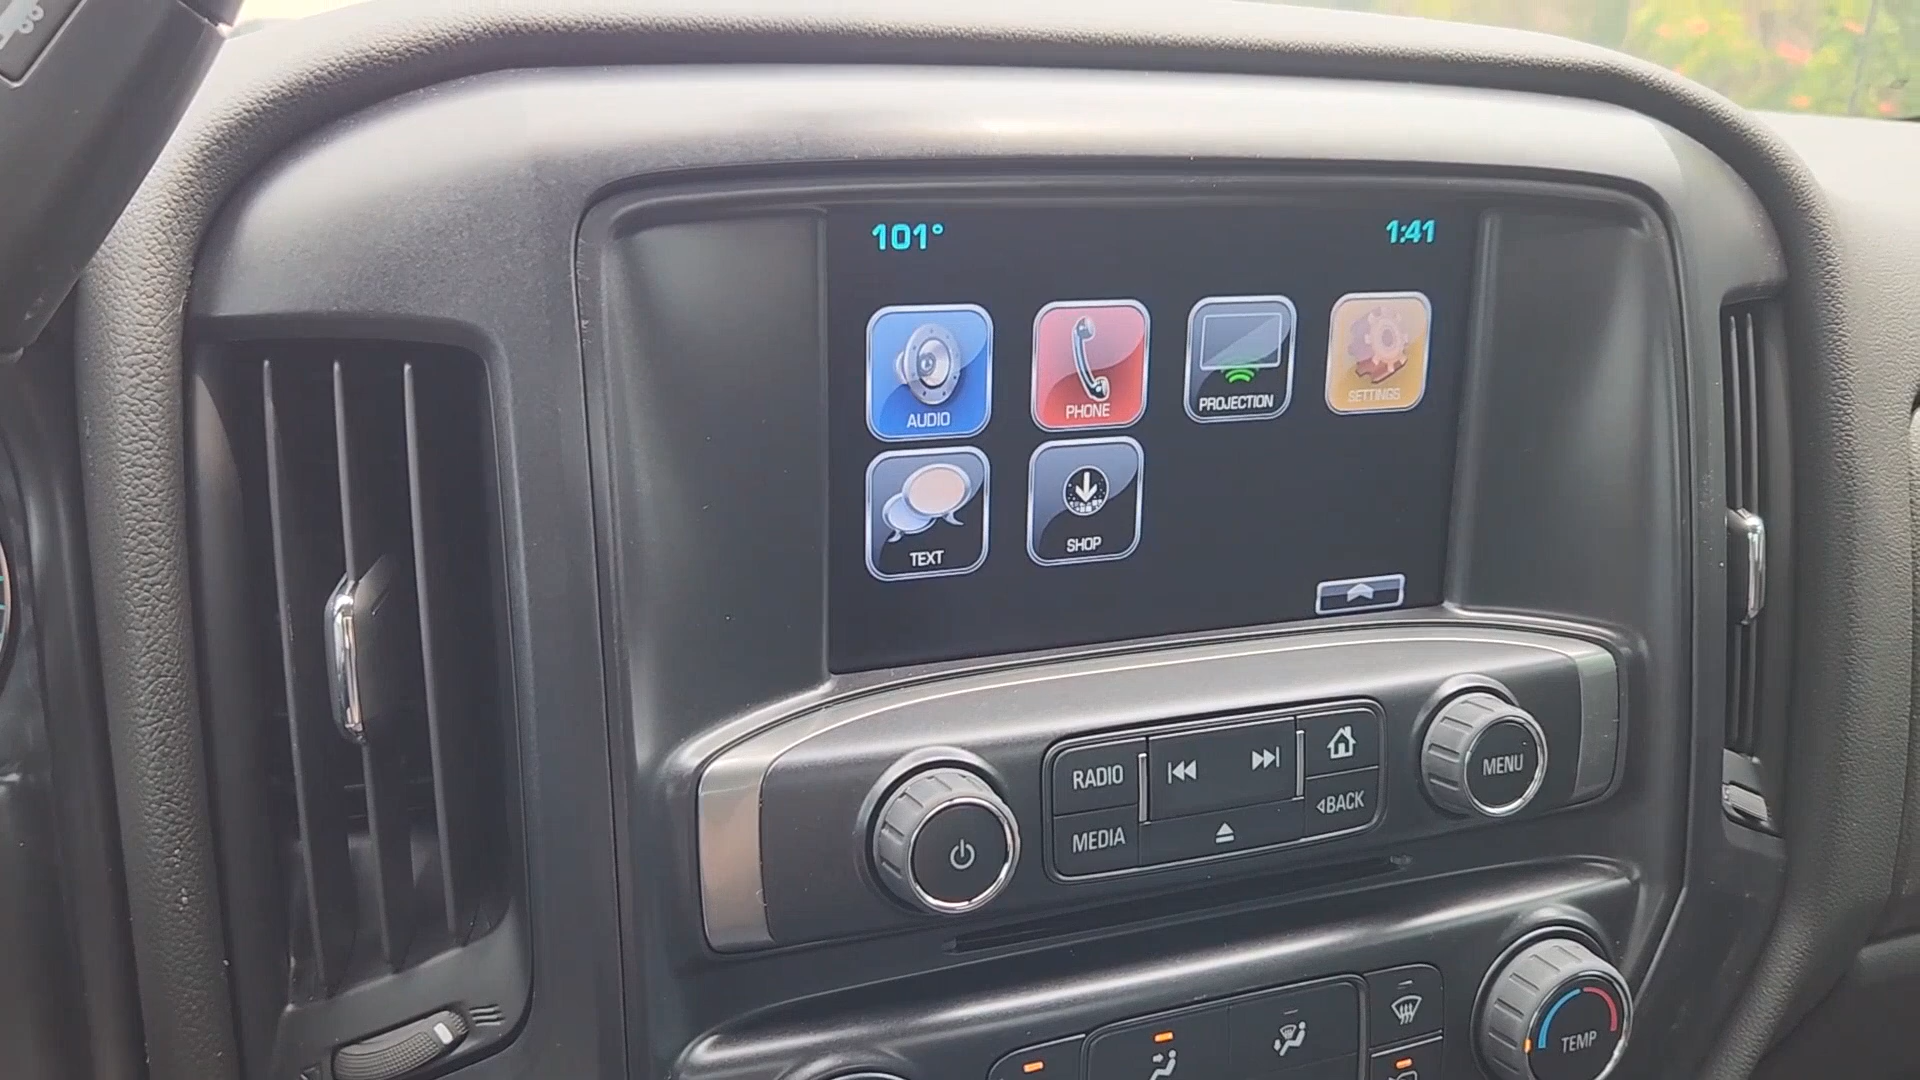 101° 1:41
AUDIO PHONE PROJECTION SETTINGS
TEXT SHOP
RADIO
MEDIA
BACK
MENU
TEMP